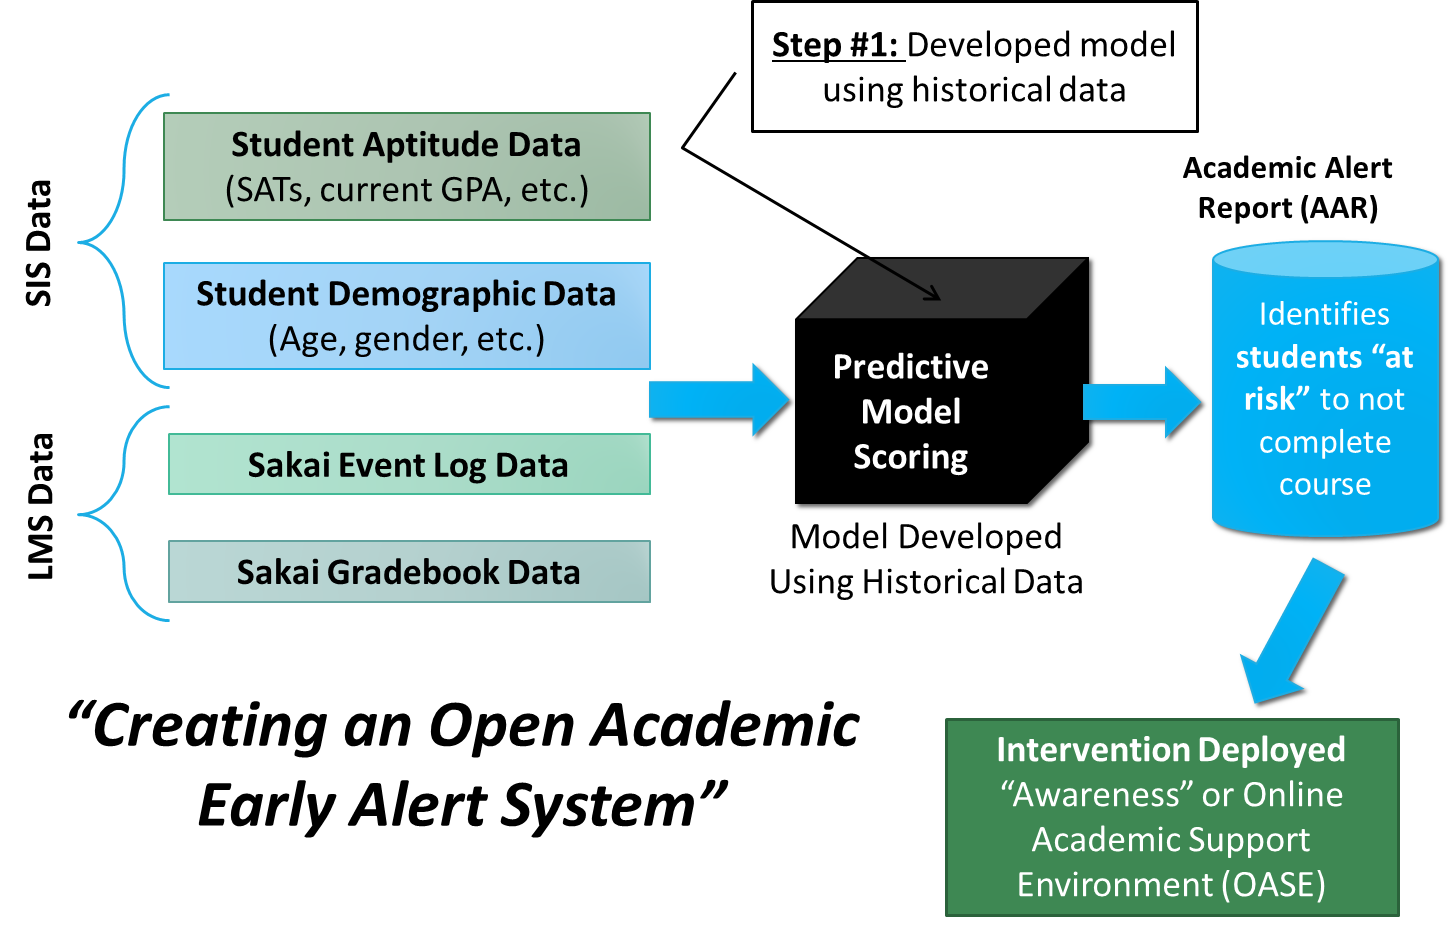 Step #1: Developed model
using historical data
SIS Data
Student Aptitude Data
(SATs, current GPA, etc.)
Student Demographic Data
(Age, gender, etc.)
LMS Data
Sakai Event Log Data
Sakai Gradebook Data
Predictive
Model
Scoring
Model Developed
Using Historical Data
Academic Alert
Report (AAR)
Identifies
students “at
risk” to not
complete
course
“Creating an Open Academic
Early Alert System”
Intervention Deployed
“Awareness” or Online
Academic Support
Environment (OASE)